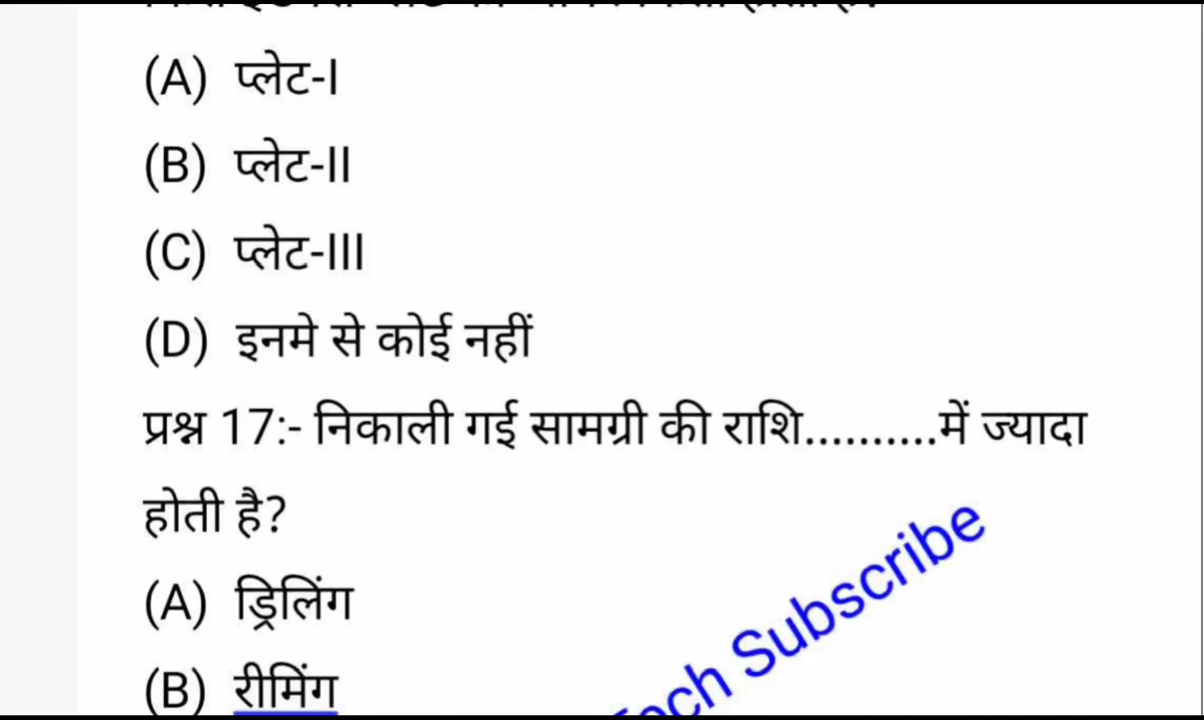 (A) प्लेट-I
(B) प्लेट-II
(C) प्लेट-III
(D) इनमे से कोई नहीं
प्रश्न 17:- निकाली गई सामग्री की राशि..........में ज्यादा
होती है?
(A) ड्रिलिंग
(B) रीमिंग
Subscribe